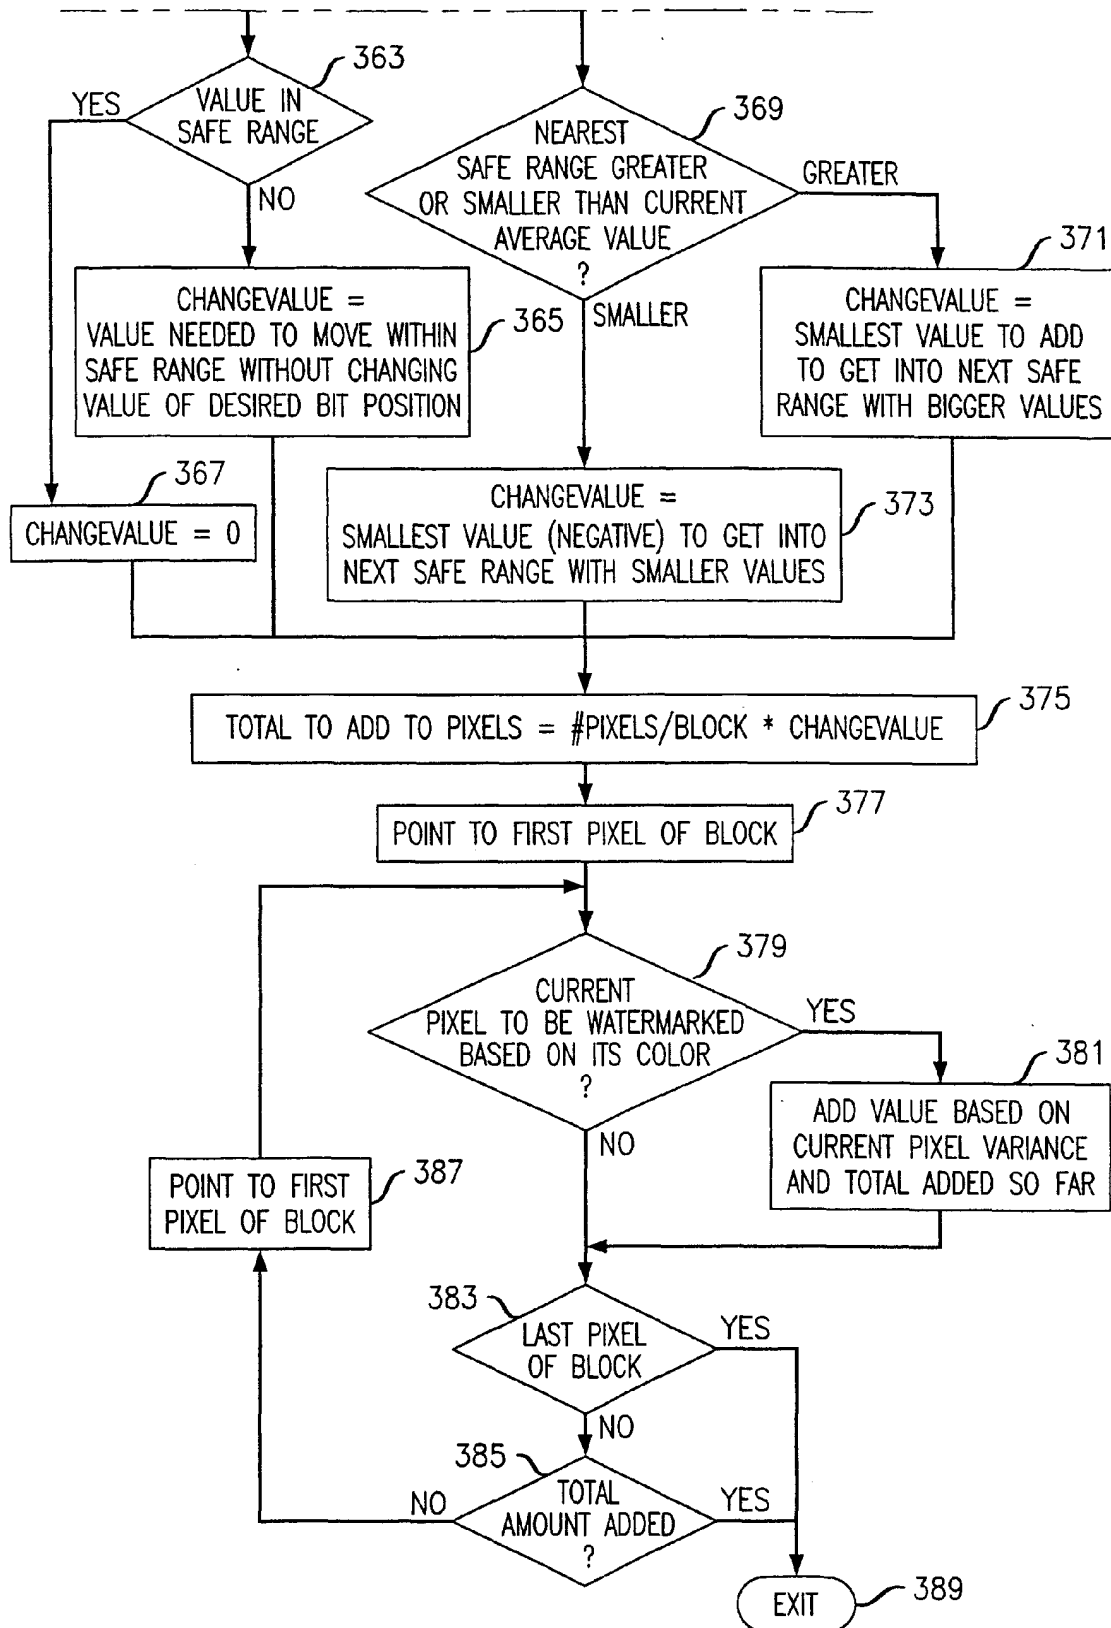 363
YES
VALUE IN
SAFE RANGE
NO
369
NEAREST
SAFE RANGE GREATER
OR SMALLER THAN CURRENT
AVERAGE VALUE
?
GREATER
SMALLER
371
CHANGEVALUE =
SMALLEST VALUE TO ADD
TO GET INTO NEXT SAFE
RANGE WITH BIGGER VALUES
CHANGEVALUE =
VALUE NEEDED TO MOVE WITHIN
SAFE RANGE WITHOUT CHANGING
VALUE OF DESIRED BIT POSITION
365
367
CHANGEVALUE = 0
CHANGEVALUE =
SMALLEST VALUE (NEGATIVE) TO GET INTO
NEXT SAFE RANGE WITH SMALLER VALUES
373
375
TOTAL TO ADD TO PIXELS = #PIXELS/BLOCK * CHANGEVALUE
377
POINT TO FIRST PIXEL OF BLOCK
379
CURRENT
PIXEL TO BE WATERMARKED
BASED ON ITS COLOR
?
YES
NO
381
ADD VALUE BASED ON
CURRENT PIXEL VARIANCE
AND TOTAL ADDED SO FAR
POINT TO FIRST
PIXEL OF BLOCK
387
383
LAST PIXEL
OF BLOCK
YES
NO
385
TOTAL
AMOUNT ADDED
?
NO
YES
EXIT
389